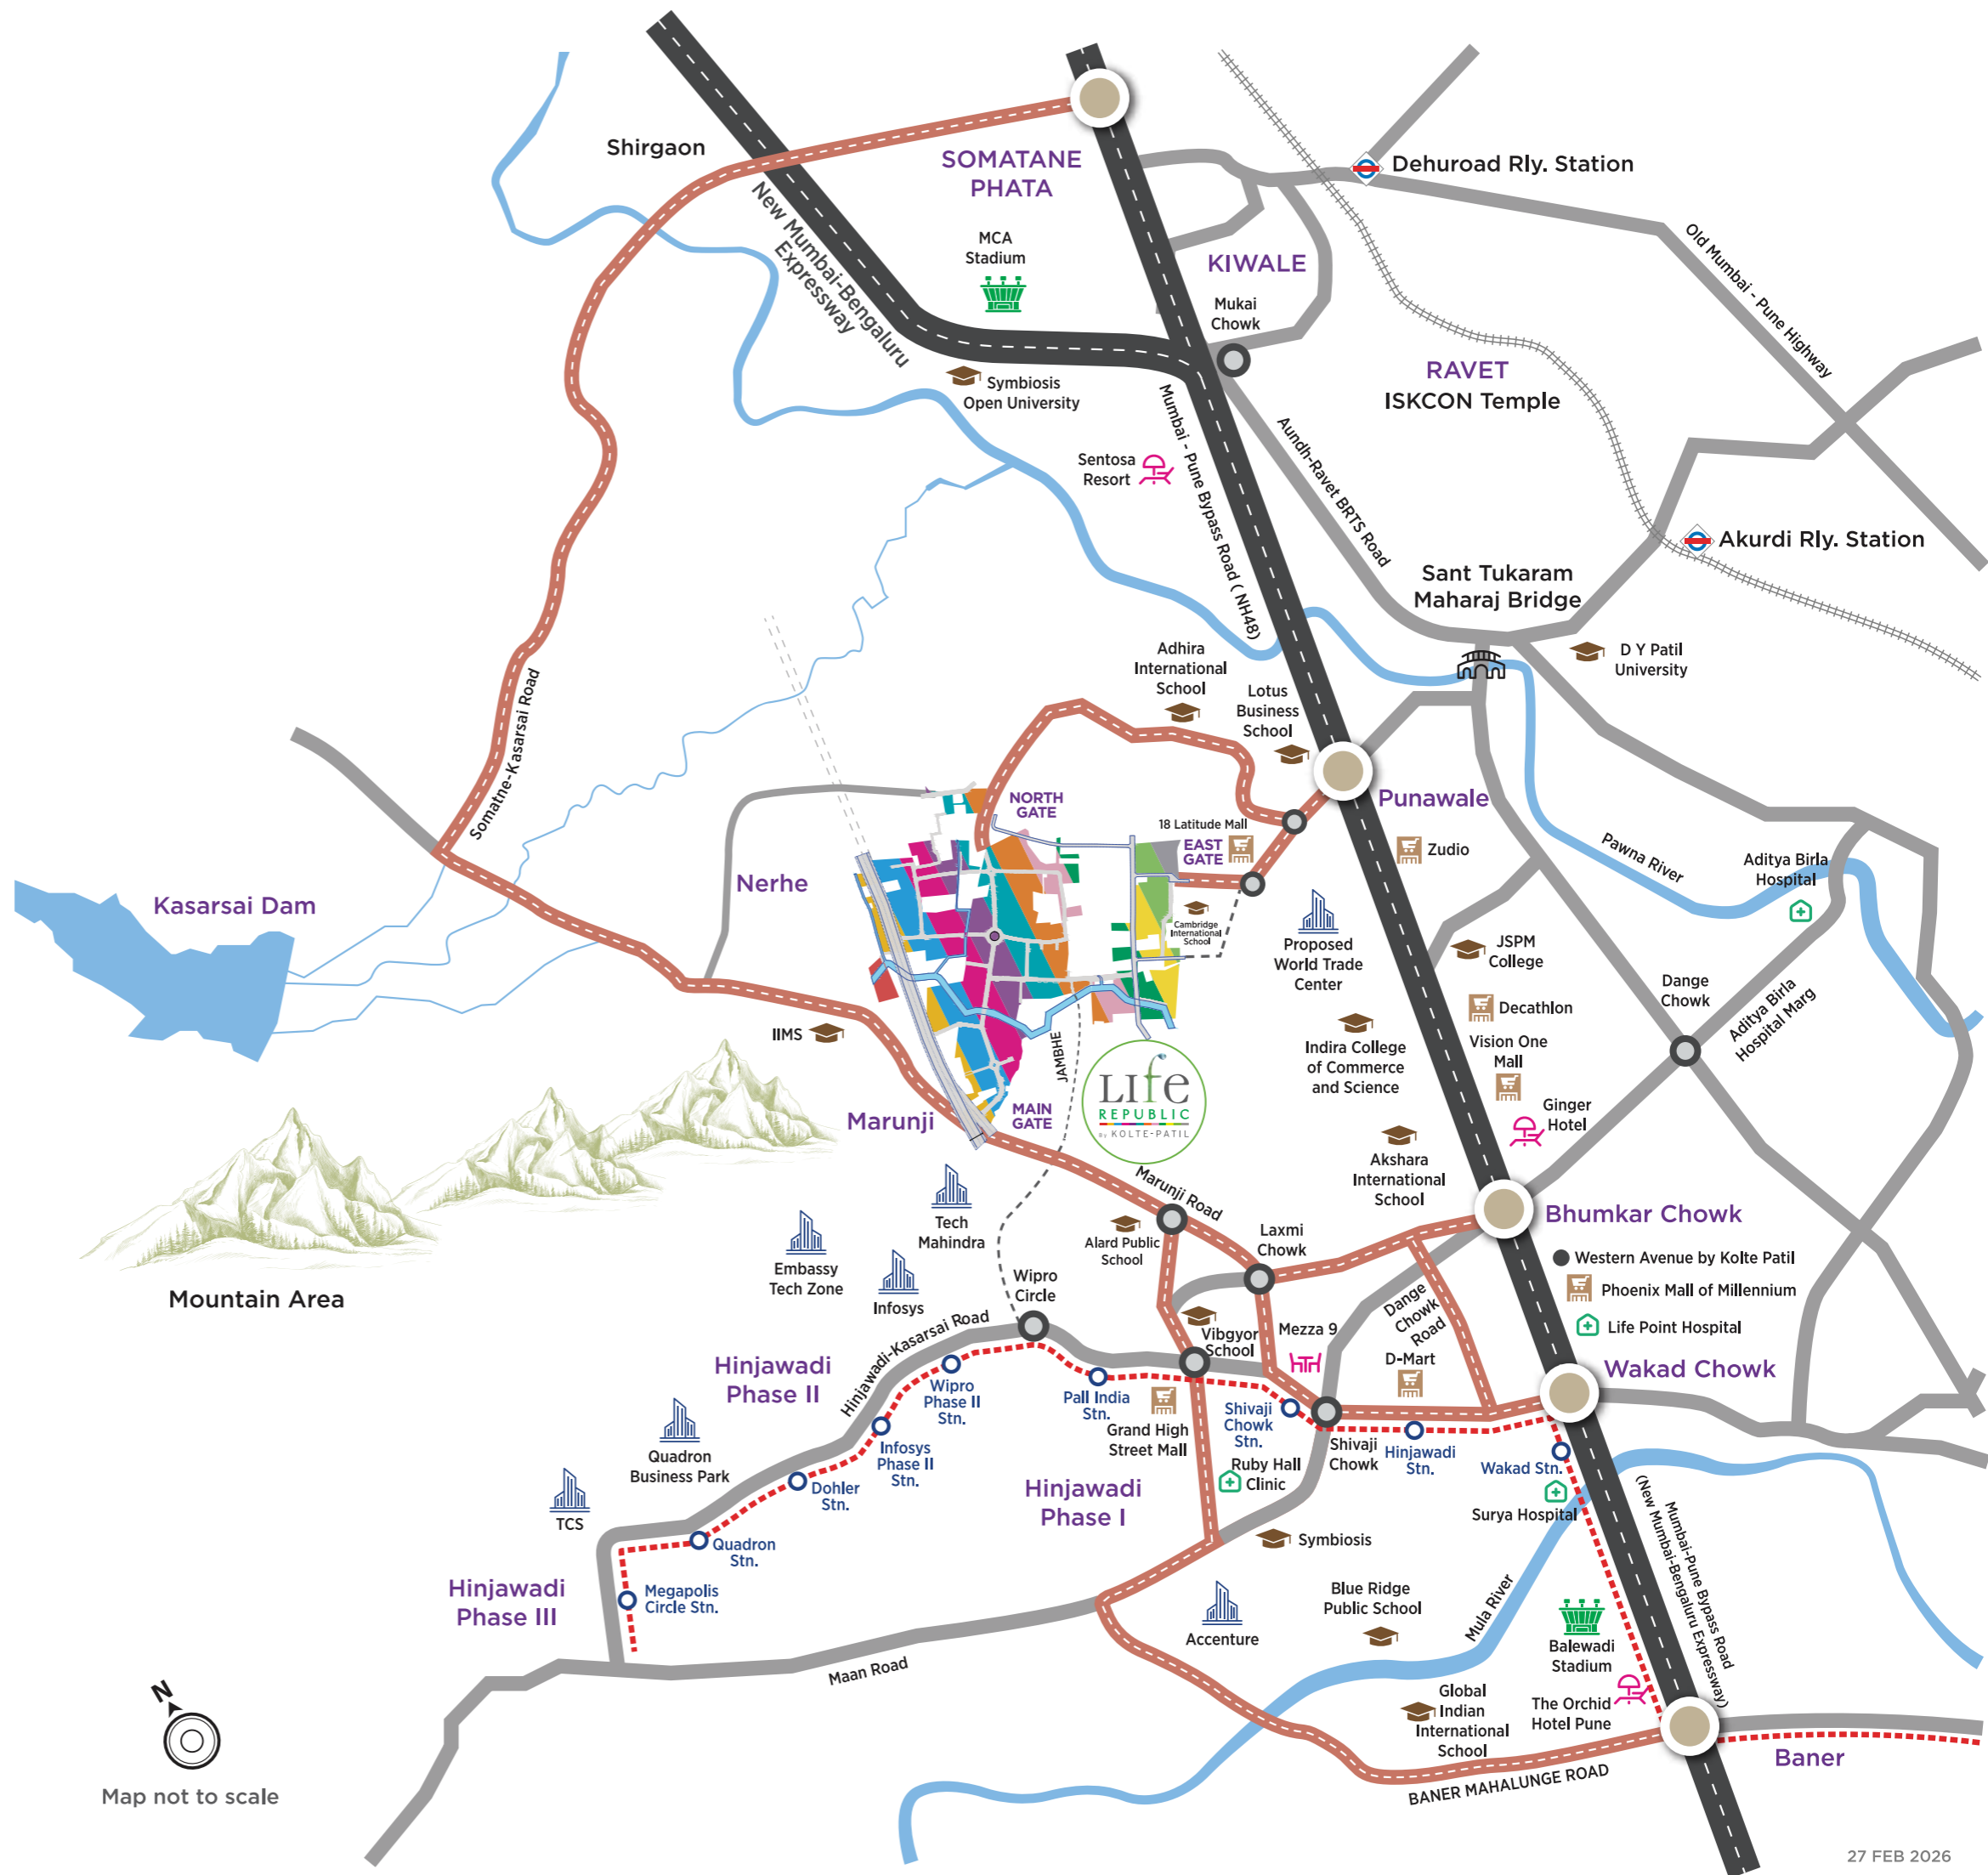 Shirgaon
SOMATANE
PHATA
Dehuroad Rly. Station
New Mumbai-Bengaluru
Expressway
MCA
Stadium
KIWALE
Mukai
Chowk
Old Mumbai - Pune Highway
RAVET
ISKCON Temple
Symbiosis
Open University
Mumbai - Pune Bypass Road ( NH48)
Aundh-Ravet BRTS Road
Sentosa
Resort
Akurdi Rly. Station
Sant Tukaram
Maharaj Bridge
D Y Patil
University
Adhira
International
School
Lotus
Business
School
Somatne-Kasarsai Road
Punawale
NORTH
GATE
18 Latitude Mall
EAST
GATE
Zudio
Pawna River
Aditya Birla
Hospital
Nerhe
Kasarsai Dam
Cambridge
International
School
Proposed
World Trade
Center
JSPM
College
Dange
Chowk
Aditya Birla
Hospital Marg
Decathlon
IIMS
Indira College
of Commerce
and Science
Vision One
Mall
JAMBHE
LIfe
REPUBLIC
By KOLTE-PATIL
Marunji
MAIN
GATE
Ginger
Hotel
Akshara
International
School
Marunji Road
Bhumkar Chowk
Tech
Mahindra
Alard Public
School
Laxmi
Chowk
Western Avenue by Kolte Patil
Embassy
Tech Zone
Infosys
Wipro
Circle
Phoenix Mall of Millennium
Mountain Area
Life Point Hospital
Dange
Chowk
Road
Vibgyor
School
Mezza 9
D-Mart
Wakad Chowk
Hinjawadi-Kasarsai Road
Hinjawadi
Phase II
Wipro
Phase II
Stn.
Pall India
Stn.
Grand High
Street Mall
Shivaji
Chowk
Stn.
Shivaji
Chowk
Hinjawadi
Stn.
Wakad Stn.
Quadron
Business Park
Infosys
Phase II
Stn.
Dohler
Stn.
Ruby Hall
Clinic
Hinjawadi
Phase I
Surya Hospital
TCS
Quadron
Stn.
Symbiosis
Mumbai-Pune Bypass Road
(New Mumbai-Bengaluru Expressway)
Hinjawadi
Phase III
Megapolis
Circle Stn.
Blue Ridge
Public School
Mula River
Accenture
Balewadi
Stadium
Maan Road
N
Global
Indian
International
School
The Orchid
Hotel Pune
Baner
BANER MAHALUNGE ROAD
Map not to scale
27 FEB 2026